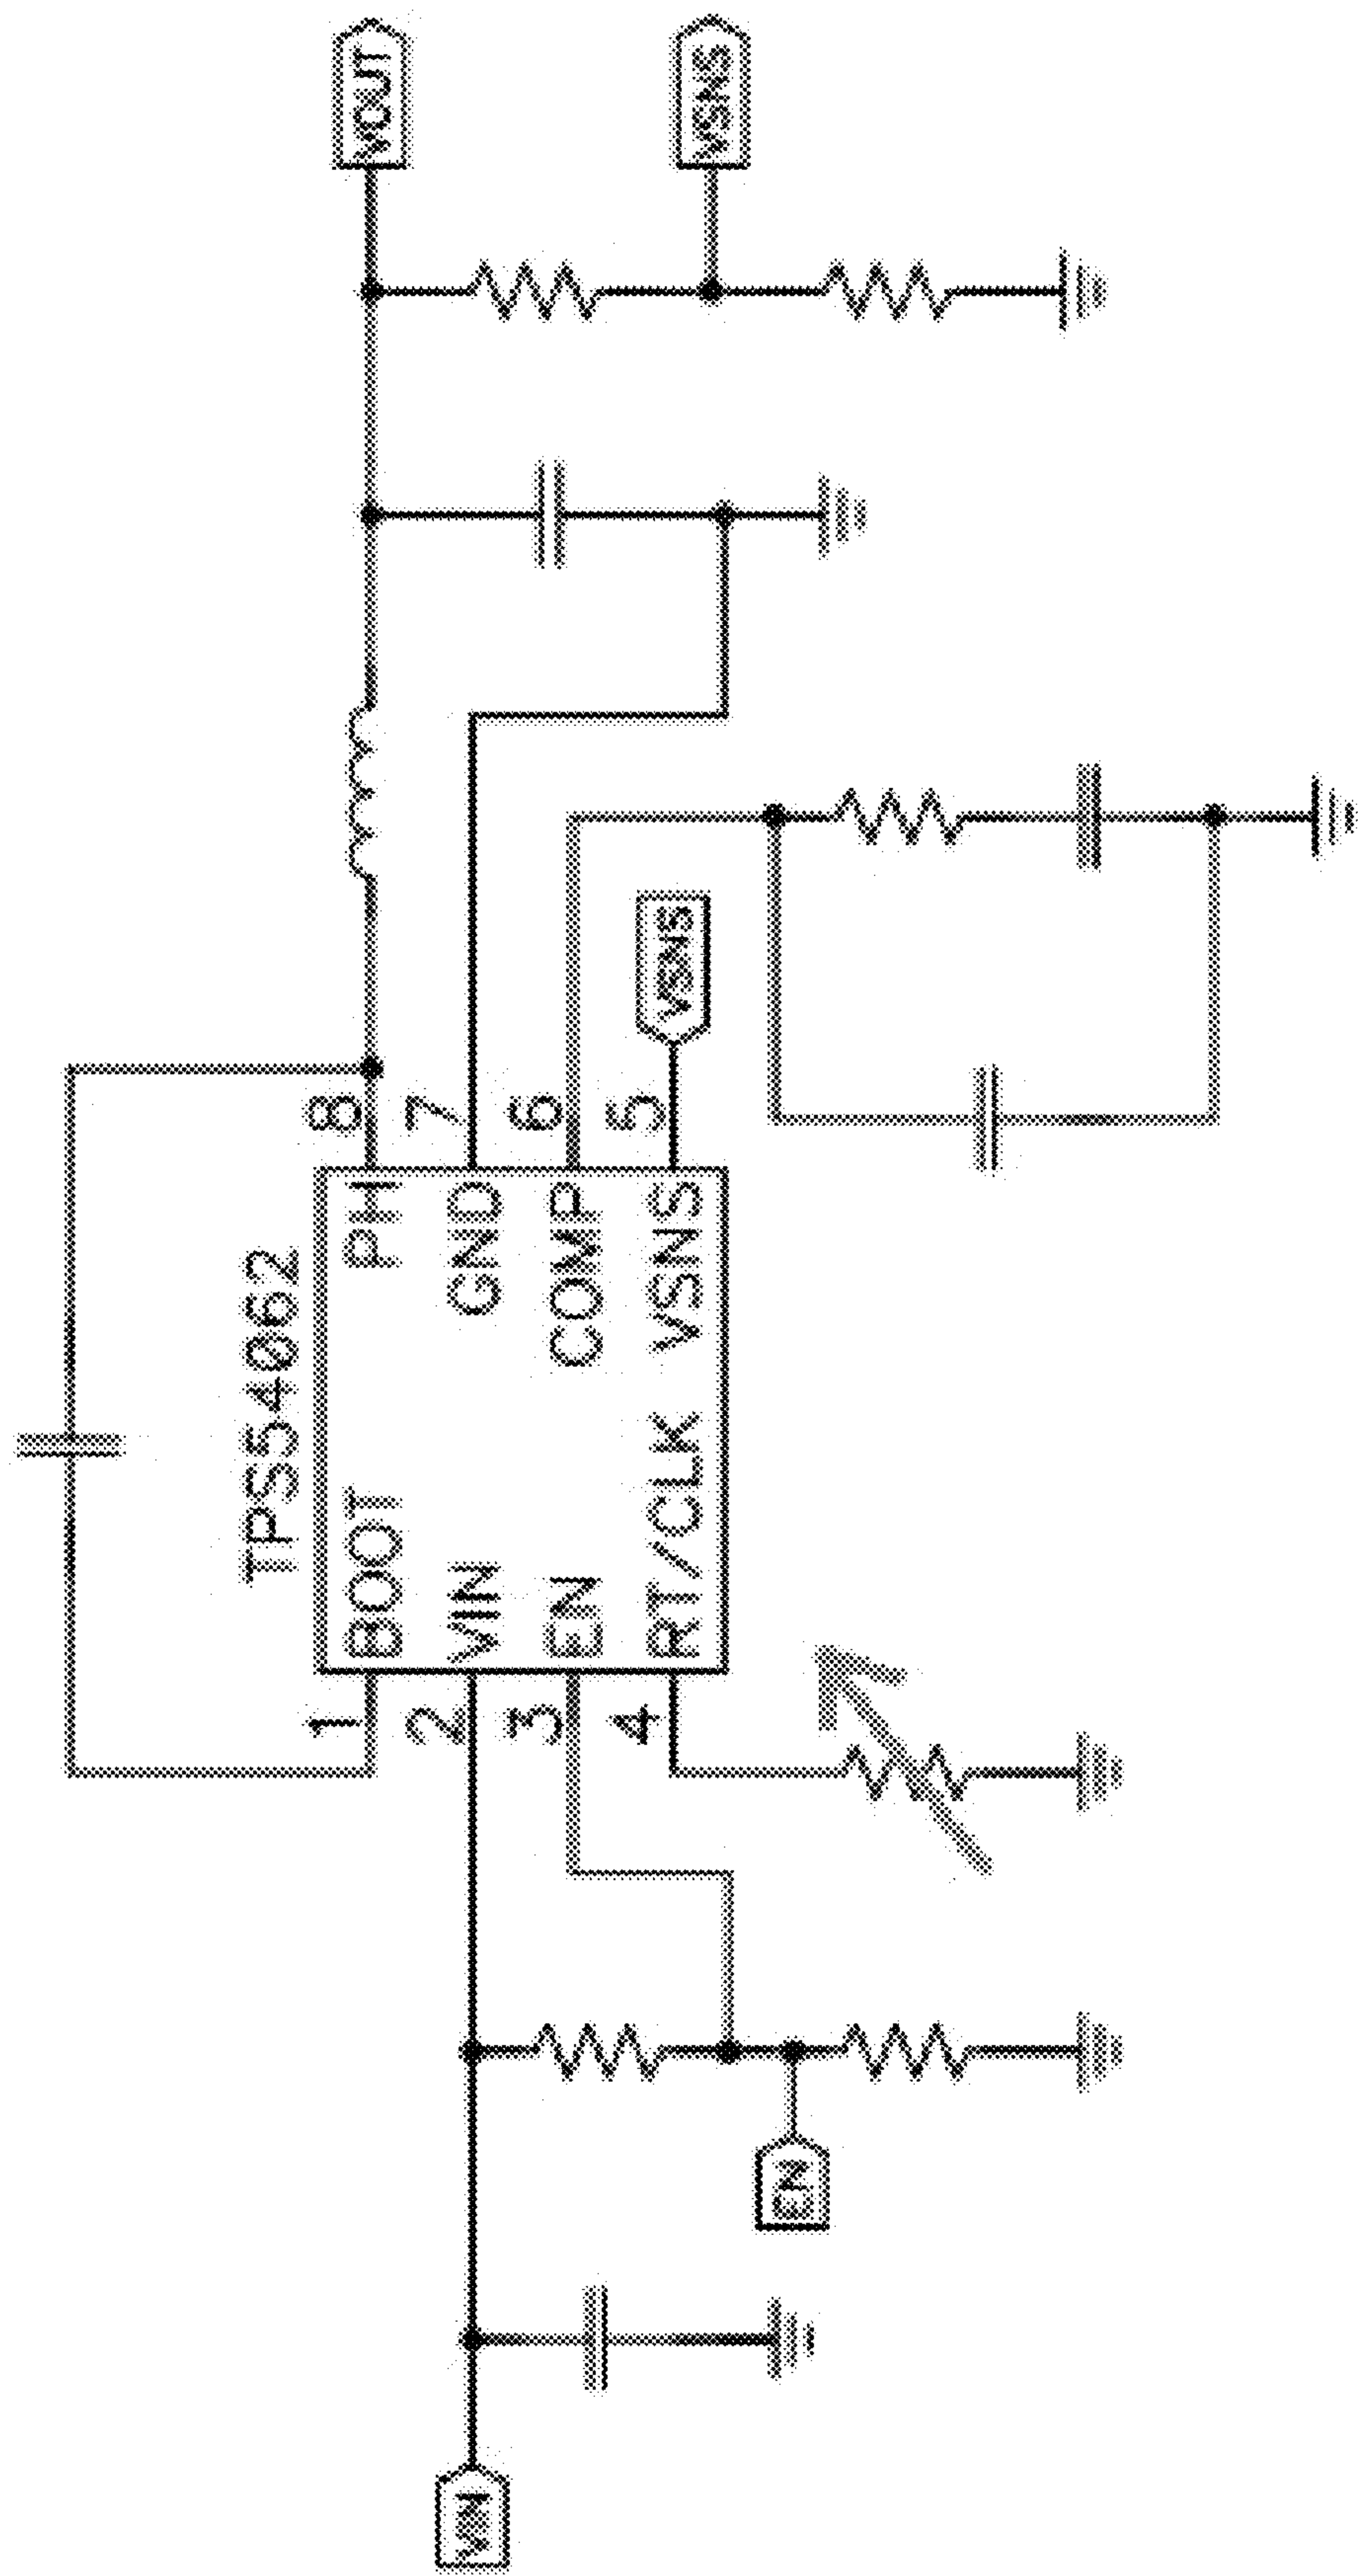 TPS54062
1
BOOT
PH
8
VIN
2
VIN
GND
7
3
EN
COMP
6
4
RT/CLK
VSNS
5
VSNS
EN
VOUT
VSNS